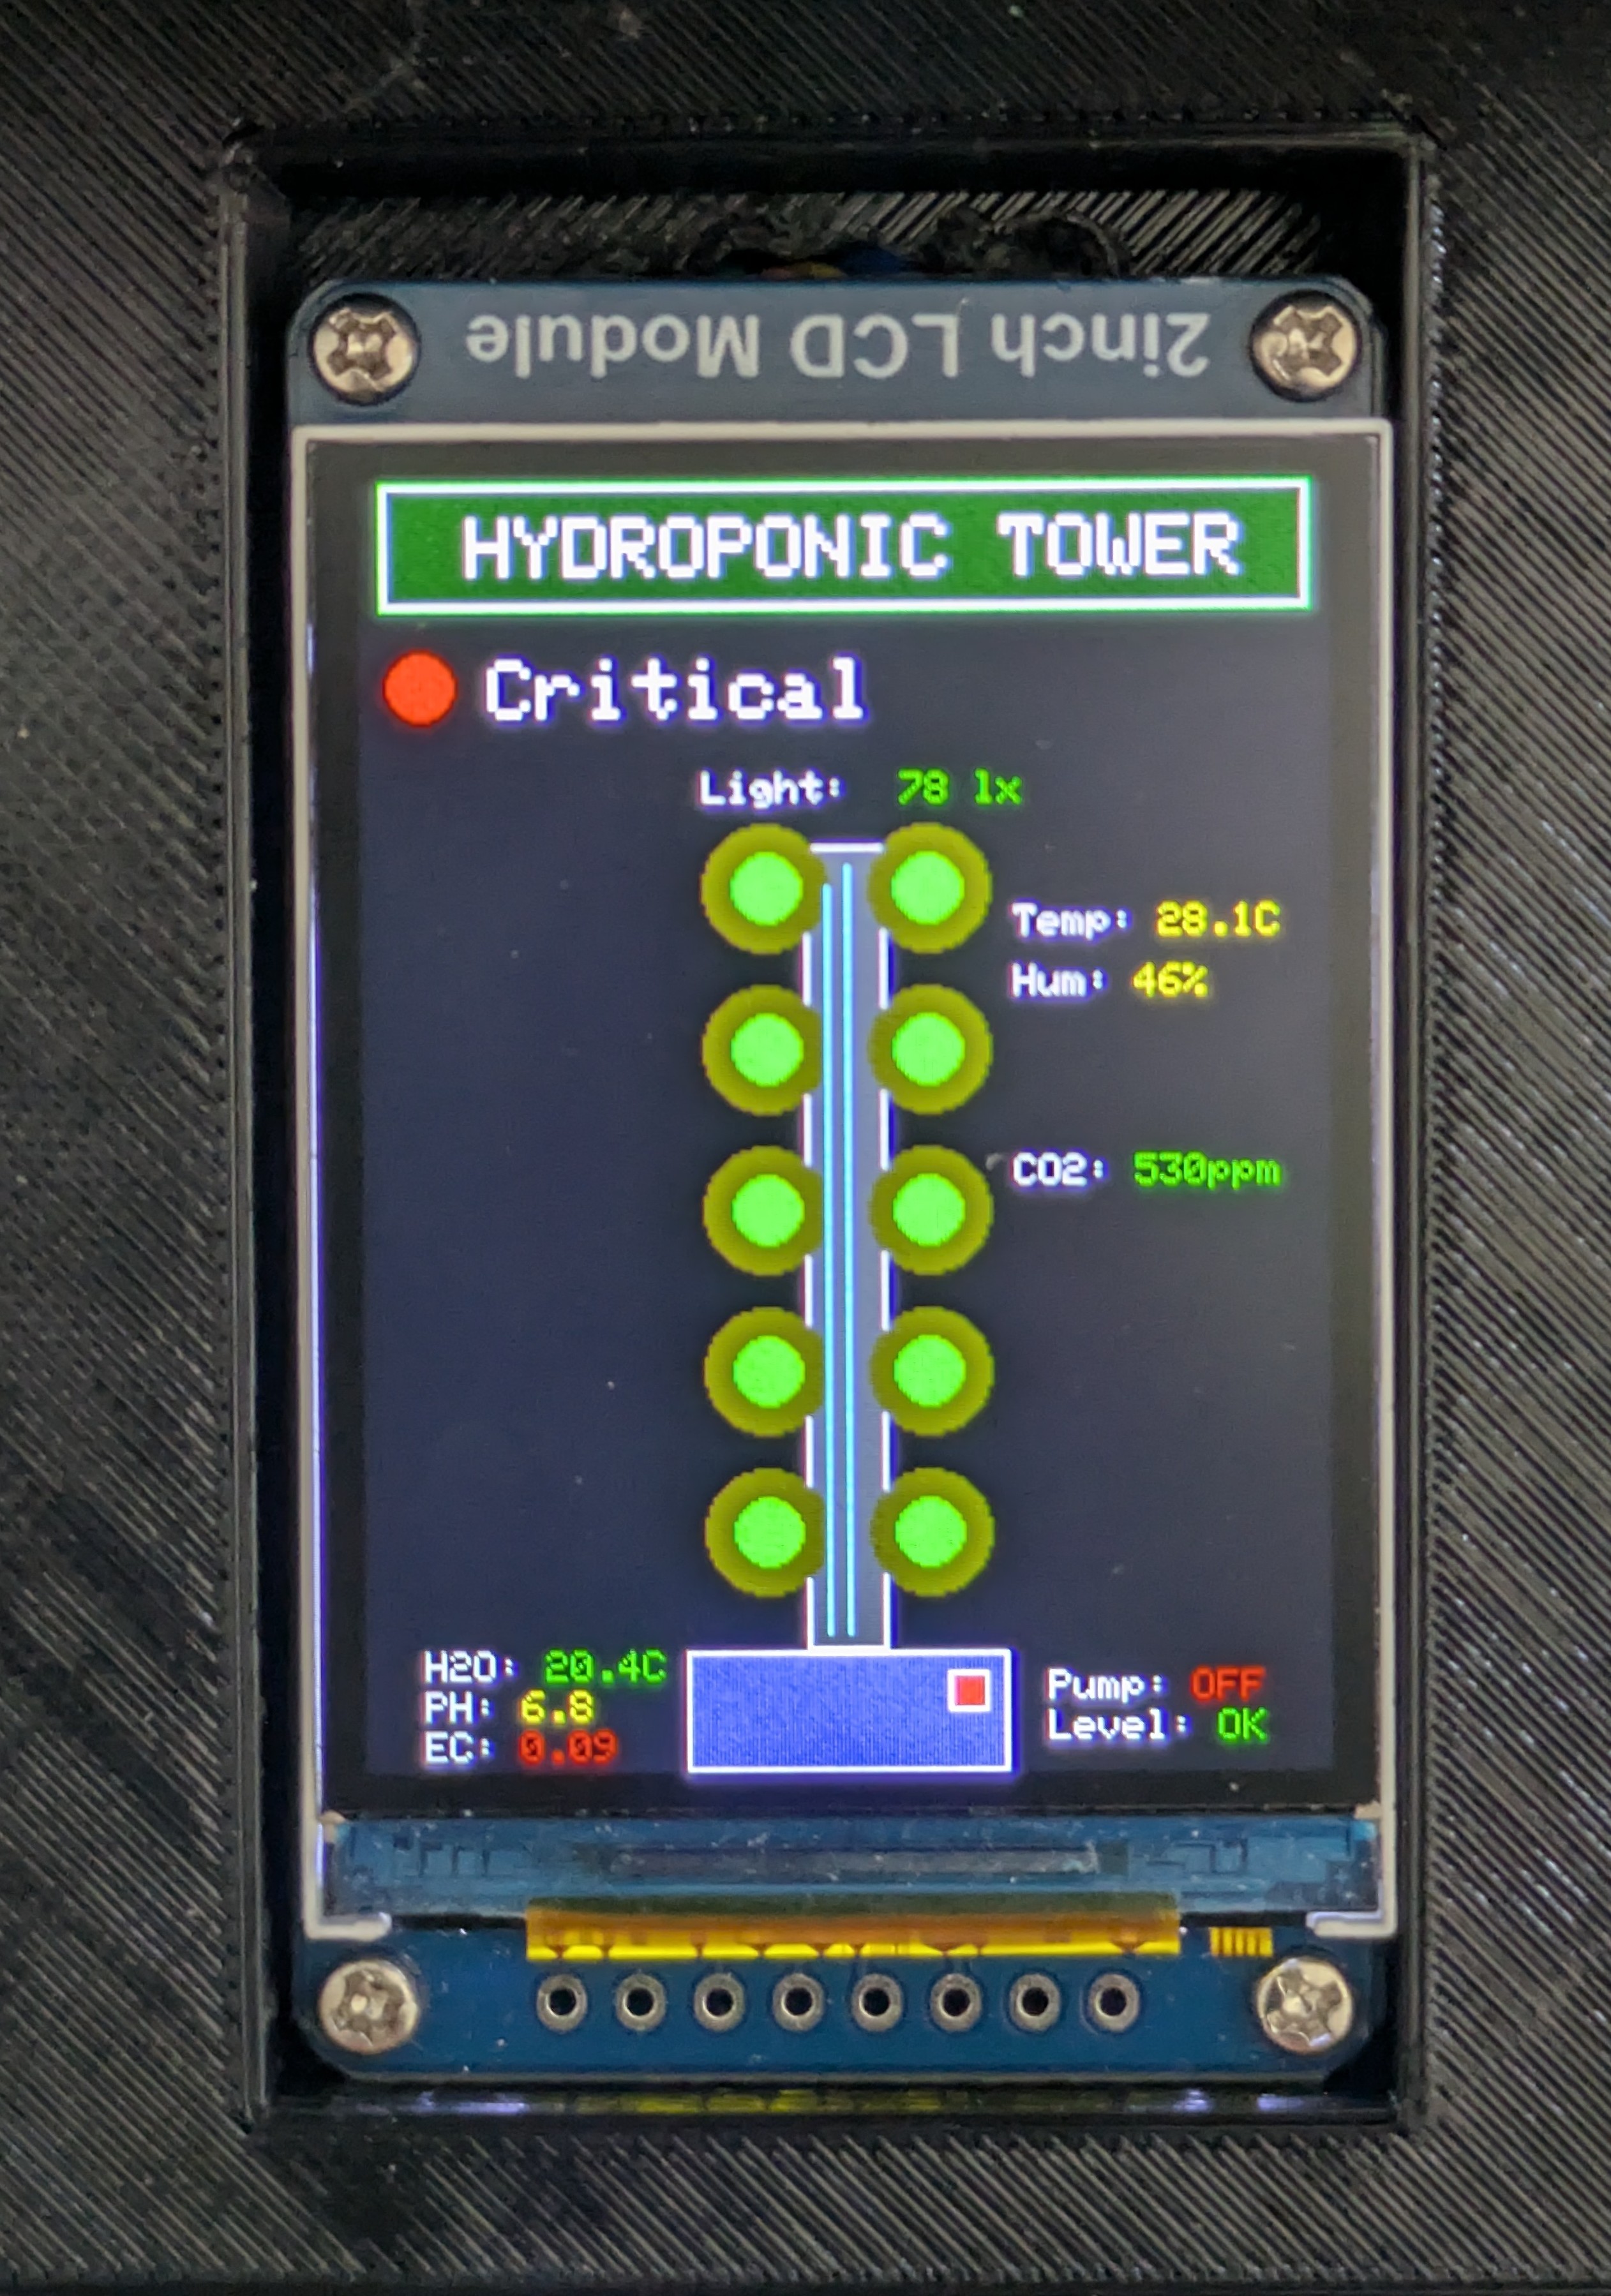 2inch LCD Module
HYDROPONIC TOWER
Critical
Light: 78 lx
Temp: 28.1C
Hum: 46%
CO2: 530ppm
H2O: 20.4C
PH: 6.8
EC: 0.09
Pump: OFF
Level: OK